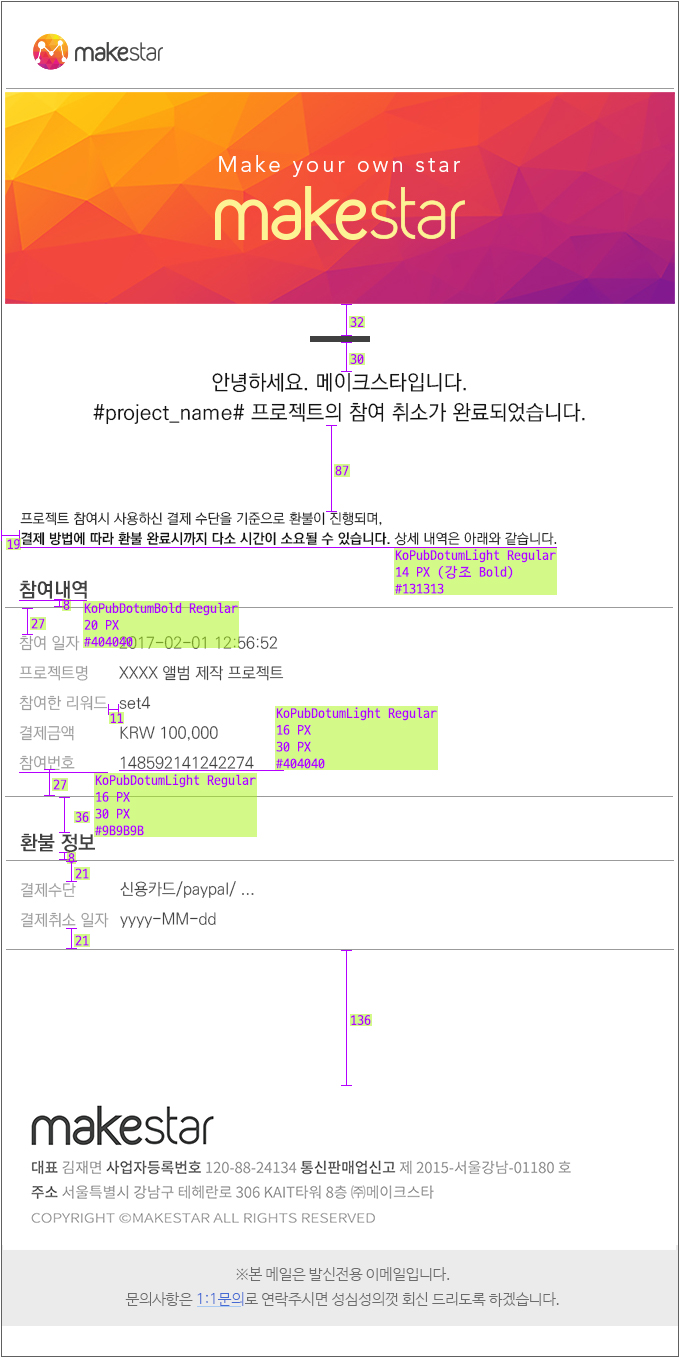 makestar
Make your own star
makestar
32
30
안녕하세요. 메이크스타입니다.
#project_name# 프로젝트의 참여 취소가 완료되었습니다.
87
프로젝트 참여시 사용하신 결제 수단을 기준으로 환불이 진행되며,
19
결제 방법에 따라 환불 완료시까지 다소 시간이 소요될 수 있습니다. 상세 내역은 아래와 같습니다.
KoPubDotumLight Regular
14 PX (강조 Bold)
#131313
참여내역
8
KoPubDotumBold Regular
20 PX
#404040
27
참여 일자 2017-02-01 12:56:52
프로젝트명 XXXX 앨범 제작 프로젝트
참여한 리워드 set4
11
KoPubDotumLight Regular
16 PX
30 PX
#404040
결제금액 KRW 100,000
참여번호 148592141242274
27
KoPubDotumLight Regular
16 PX
30 PX
#9B9B9B
36
환불 정보
8
21
결제수단 신용카드/paypal/ ...
결제취소 일자 yyyy-MM-dd
21
136
makestar
대표 김재면 사업자등록번호 120-88-24134 통신판매업신고 제 2015-서울강남-01180 호
주소 서울특별시 강남구 테헤란로 306 KAIT타워 8층 ㈜메이크스타
COPYRIGHT ©MAKESTAR ALL RIGHTS RESERVED
※본 메일은 발신전용 이메일입니다.
문의사항은 1:1문의로 연락주시면 성심성의껏 회신 드리도록 하겠습니다.